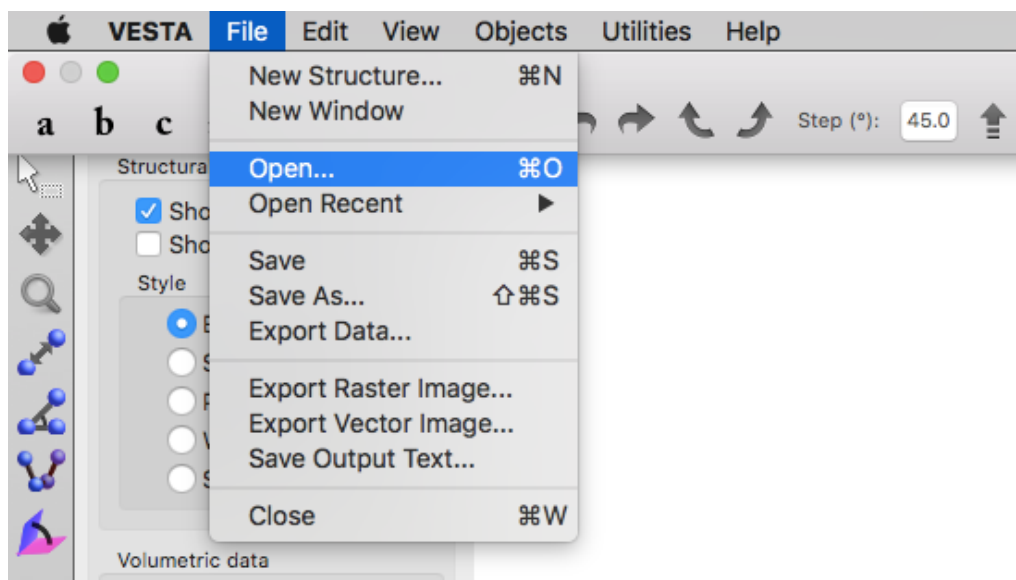 VESTA File Edit View Objects Utilities Help
New Structure... ⌘N
New Window
a b c Step (°): 45.0
Open... ⌘O
Open Recent ▶
Save ⌘S
Save As... ⇧⌘S
Export Data...
Export Raster Image...
Export Vector Image...
Save Output Text...
Close ⌘W
Structura
Sho
Sho
Style
Volumetric data